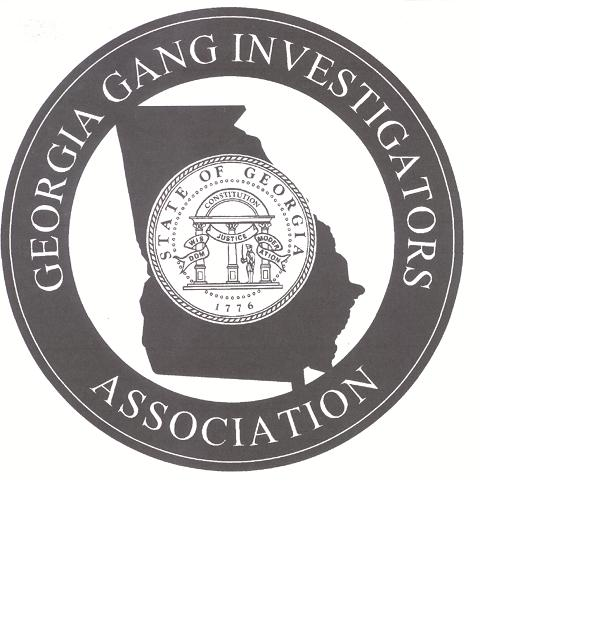 GEORGIA GANG INVESTIGATORS
ASSOCIATION
STATE OF GEORGIA
CONSTITUTION
WIS
DOM
JUSTICE
MODER
ATION
1776